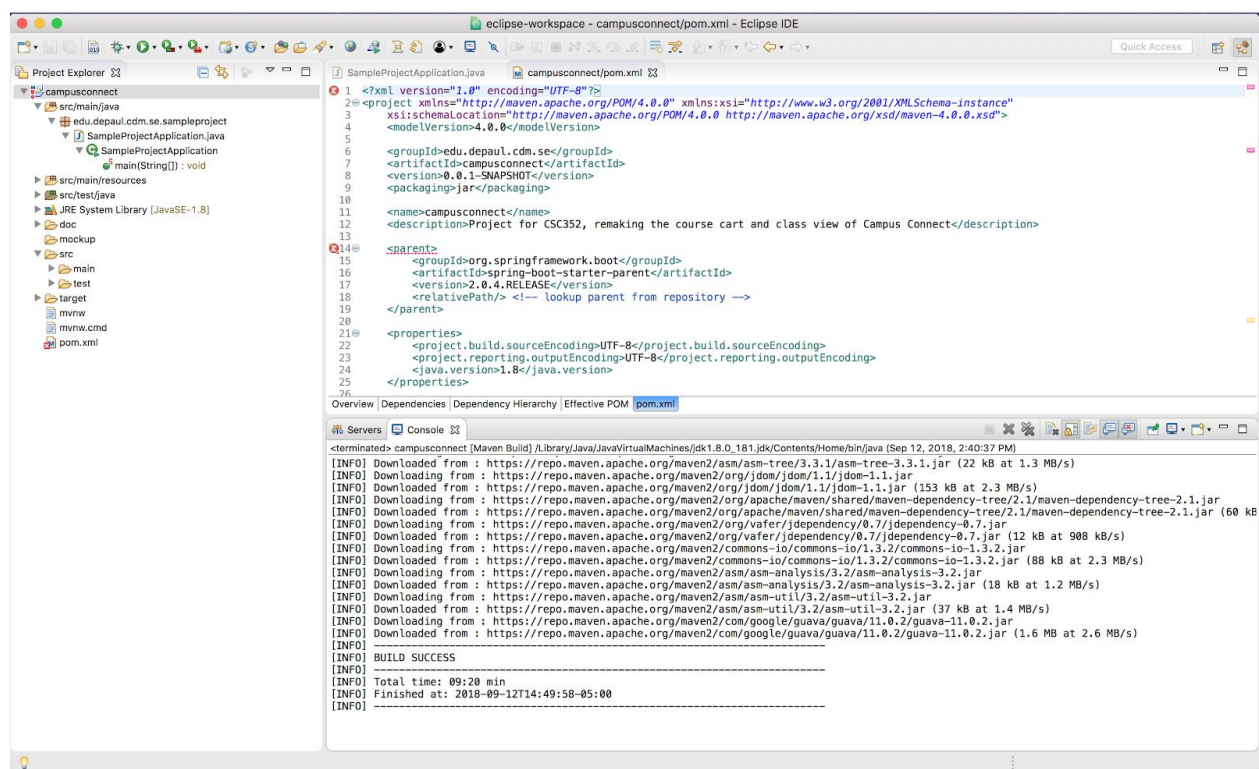 eclipse-workspace - campusconnect/pom.xml - Eclipse IDE
Quick Access
Project Explorer
campusconnect
src/main/java
edu.depaul.cdm.se.sampleproject
SampleProjectApplication.java
SampleProjectApplication
main(String[]) : void
src/main/resources
src/test/java
JRE System Library [JavaSE-1.8]
doc
mockup
src
main
test
target
mvnw
mvnw.cmd
pom.xml
SampleProjectApplication.java campusconnect/pom.xml
1 <?xml version="1.0" encoding="UTF-8"?>
2 <project xmlns="http://maven.apache.org/POM/4.0.0" xmlns:xsi="http://www.w3.org/2001/XMLSchema-instance"
3 xsi:schemaLocation="http://maven.apache.org/POM/4.0.0 http://maven.apache.org/xsd/maven-4.0.0.xsd">
4 <modelVersion>4.0.0</modelVersion>
5
6 <groupId>edu.depaul.cdm.se</groupId>
7 <artifactId>campusconnect</artifactId>
8 <version>0.0.1-SNAPSHOT</version>
9 <packaging>jar</packaging>
10
11 <name>campusconnect</name>
12 <description>Project for CSC352, remaking the course cart and class view of Campus Connect</description>
13
14 <parent>
15 <groupId>org.springframework.boot</groupId>
16 <artifactId>spring-boot-starter-parent</artifactId>
17 <version>2.0.4.RELEASE</version>
18 <relativePath/> <!-- lookup parent from repository -->
19 </parent>
20
21 <properties>
22 <project.build.sourceEncoding>UTF-8</project.build.sourceEncoding>
23 <project.reporting.outputEncoding>UTF-8</project.reporting.outputEncoding>
24 <java.version>1.8</java.version>
25 </properties>
26
Overview Dependencies Dependency Hierarchy Effective POM pom.xml
Servers Console
<terminated> campusconnect [Maven Build] /Library/Java/JavaVirtualMachines/jdk1.8.0_181.jdk/Contents/Home/bin/java (Sep 12, 2018, 2:40:37 PM)
[INFO] Downloaded from : https://repo.maven.apache.org/maven2/asm/asm-tree/3.3.1/asm-tree-3.3.1.jar (22 kB at 1.3 MB/s)
[INFO] Downloading from : https://repo.maven.apache.org/maven2/org/jdom/jdom/1.1/jdom-1.1.jar
[INFO] Downloaded from : https://repo.maven.apache.org/maven2/org/jdom/jdom/1.1/jdom-1.1.jar (153 kB at 2.3 MB/s)
[INFO] Downloading from : https://repo.maven.apache.org/maven2/org/apache/maven/shared/maven-dependency-tree/2.1/maven-dependency-tree-2.1.jar
[INFO] Downloaded from : https://repo.maven.apache.org/maven2/org/apache/maven/shared/maven-dependency-tree/2.1/maven-dependency-tree-2.1.jar (60 kB
[INFO] Downloading from : https://repo.maven.apache.org/maven2/org/vafer/jdependency/0.7/jdependency-0.7.jar
[INFO] Downloaded from : https://repo.maven.apache.org/maven2/org/vafer/jdependency/0.7/jdependency-0.7.jar (12 kB at 908 kB/s)
[INFO] Downloading from : https://repo.maven.apache.org/maven2/commons-io/commons-io/1.3.2/commons-io-1.3.2.jar
[INFO] Downloaded from : https://repo.maven.apache.org/maven2/commons-io/commons-io/1.3.2/commons-io-1.3.2.jar (88 kB at 2.3 MB/s)
[INFO] Downloading from : https://repo.maven.apache.org/maven2/asm/asm-analysis/3.2/asm-analysis-3.2.jar
[INFO] Downloaded from : https://repo.maven.apache.org/maven2/asm/asm-analysis/3.2/asm-analysis-3.2.jar (18 kB at 1.2 MB/s)
[INFO] Downloading from : https://repo.maven.apache.org/maven2/asm/asm-util/3.2/asm-util-3.2.jar
[INFO] Downloaded from : https://repo.maven.apache.org/maven2/asm/asm-util/3.2/asm-util-3.2.jar (37 kB at 1.4 MB/s)
[INFO] Downloading from : https://repo.maven.apache.org/maven2/com/google/guava/guava/11.0.2/guava-11.0.2.jar
[INFO] Downloaded from : https://repo.maven.apache.org/maven2/com/google/guava/guava/11.0.2/guava-11.0.2.jar (1.6 MB at 2.6 MB/s)
[INFO] ------------------------------------------------------------------------
[INFO] BUILD SUCCESS
[INFO] ------------------------------------------------------------------------
[INFO] Total time: 09:20 min
[INFO] Finished at: 2018-09-12T14:49:58-05:00
[INFO] ------------------------------------------------------------------------